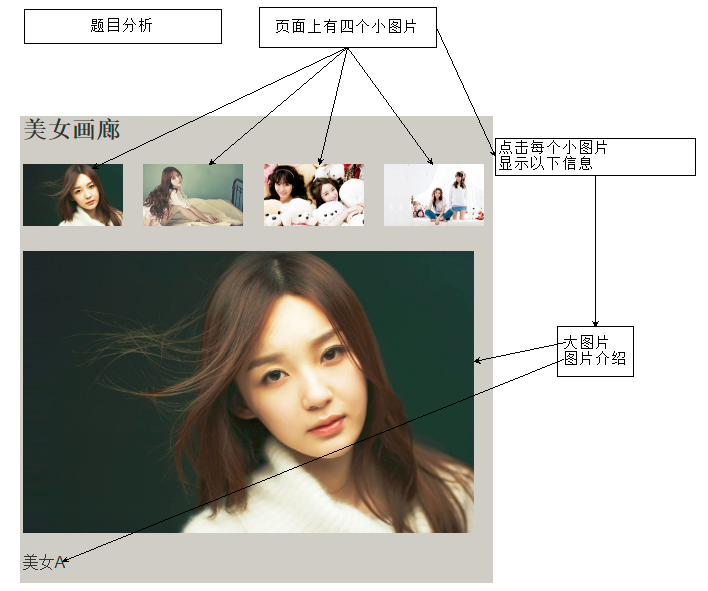 题目分析
页面上有四个小图片
美女画廊
点击每个小图片
显示以下信息
大图片
图片介绍
美女A